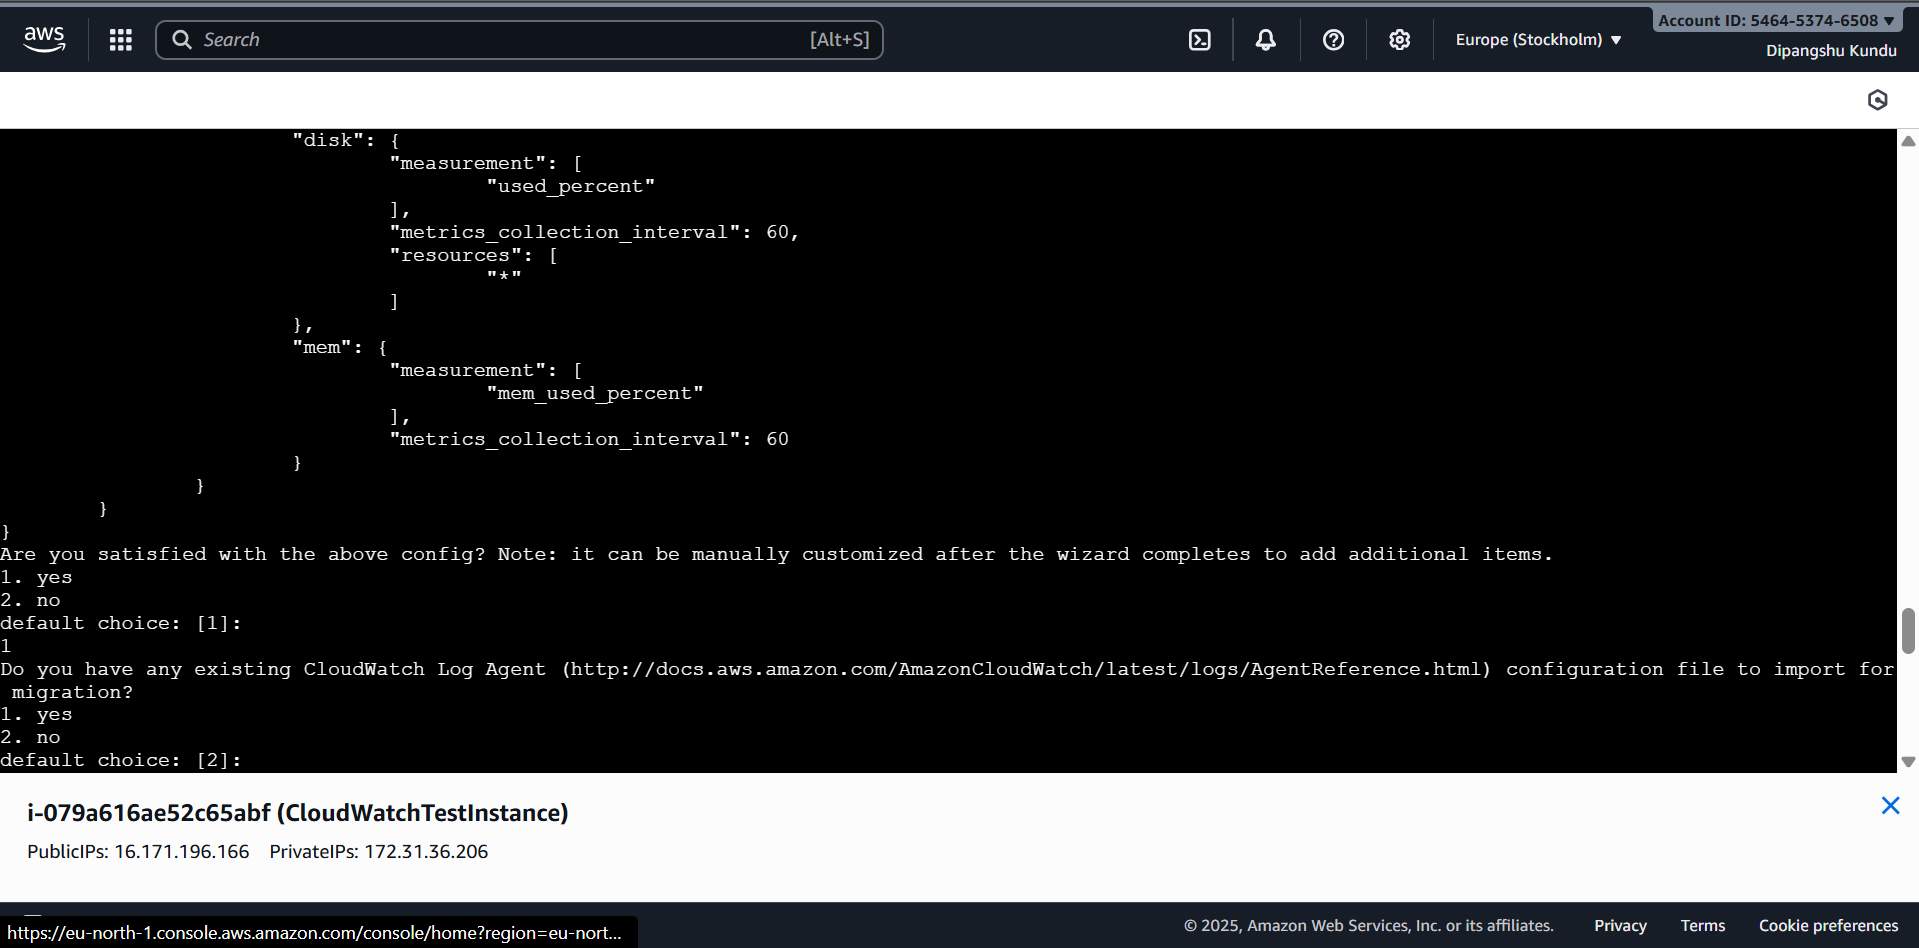 aws
Search [Alt+S]
Europe (Stockholm)
Account ID: 5464-5374-6508
Dipangshu Kundu
"disk": {
"measurement": [
"used_percent"
],
"metrics_collection_interval": 60,
"resources": [
"*"
]
},
"mem": {
"measurement": [
"mem_used_percent"
],
"metrics_collection_interval": 60
}
}
}
}
Are you satisfied with the above config? Note: it can be manually customized after the wizard completes to add additional items.
1. yes
2. no
default choice: [1]:
1
Do you have any existing CloudWatch Log Agent (http://docs.aws.amazon.com/AmazonCloudWatch/latest/logs/AgentReference.html) configuration file to import for
migration?
1. yes
2. no
default choice: [2]:
i-079a616ae52c65abf (CloudWatchTestInstance)
PublicIPs: 16.171.196.166 PrivateIPs: 172.31.36.206
https://eu-north-1.console.aws.amazon.com/console/home?region=eu-nort...
© 2025, Amazon Web Services, Inc. or its affiliates. Privacy Terms Cookie preferences